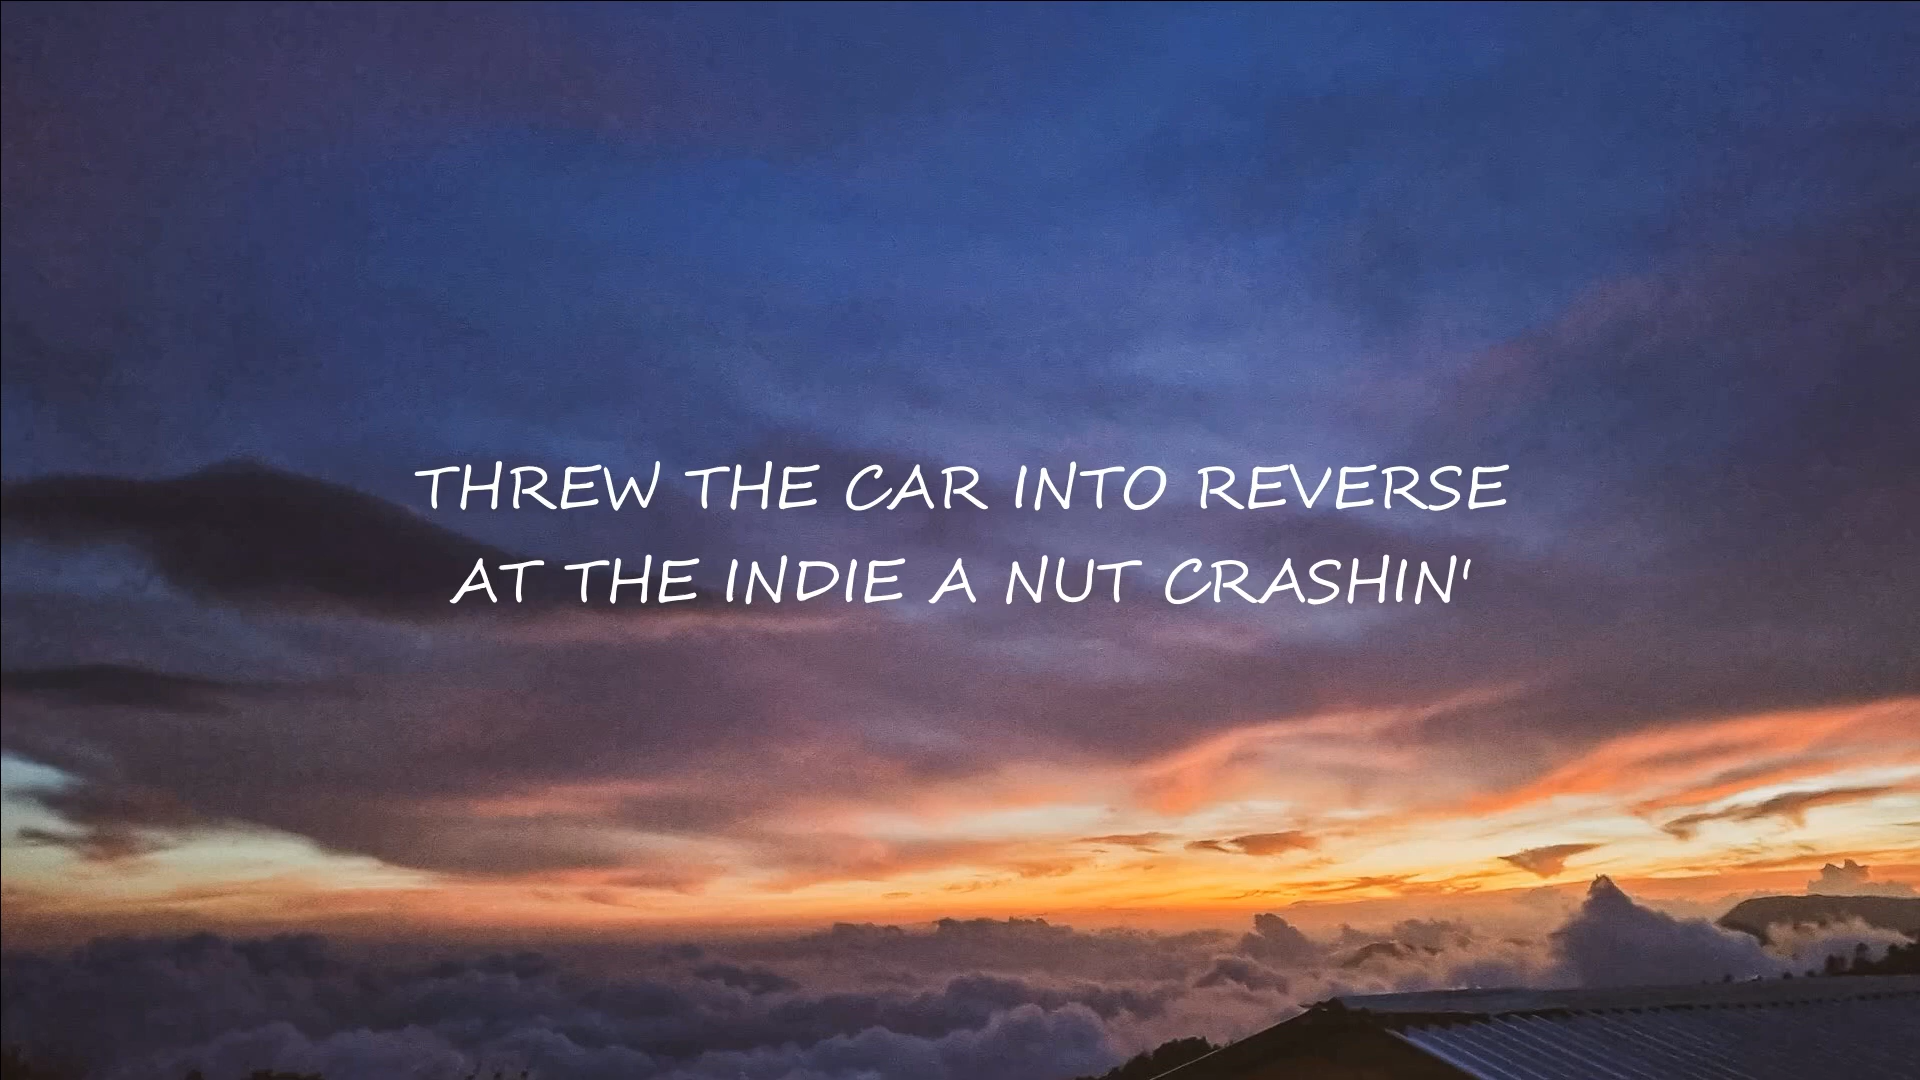 THREW THE CAR INTO REVERSE
AT THE INDIE A NUT CRASHIN'